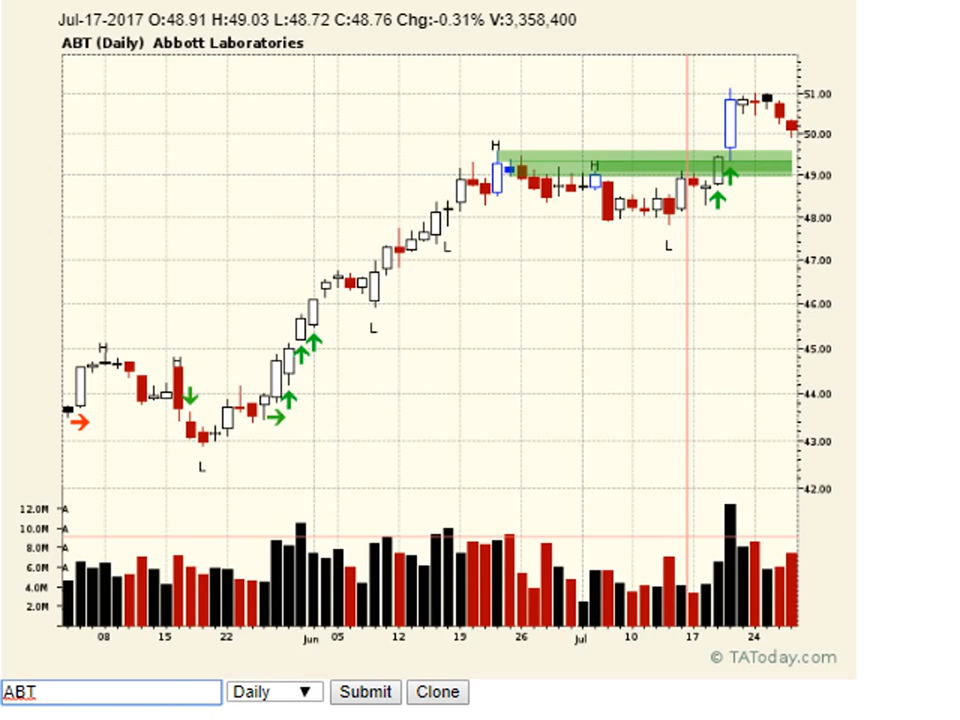 Jul-17-2017 O:48.91 H:49.03 L:48.72 C:48.76 Chg:-0.31% V:3,358,400
ABT (Daily) Abbott Laboratories
51.00
H
50.00
H
49.00
48.00
L
L
47.00
46.00
L
H
45.00
H
44.00
43.00
L
42.00
12.0M A
10.0M A
8.0M A
6.0M A
4.0M
2.0M
08 15 22 Jun 05 12 19 26 Jul 10 17 24
© TAToday.com
ABT Daily ▼ Submit Clone